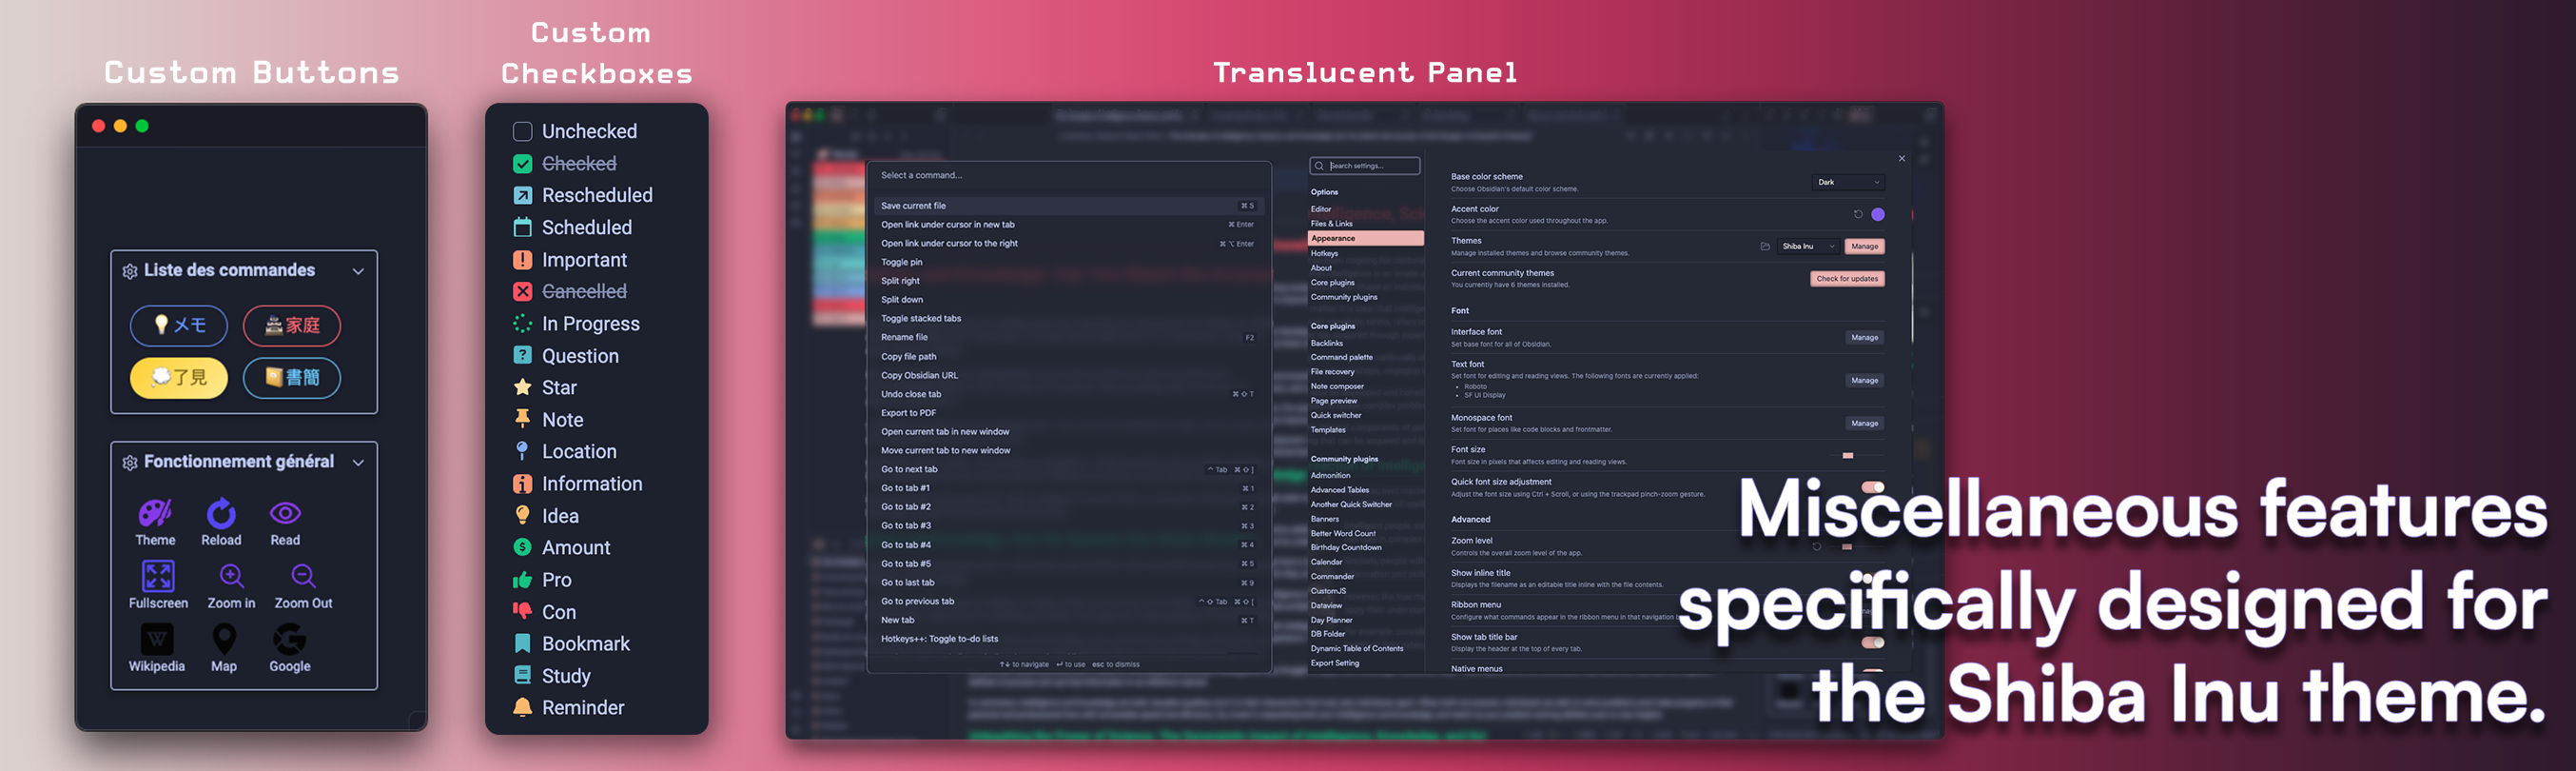 Custom Buttons
Liste des commandes
💡メモ
家庭
💭了見
📔書簡
Fonctionnement général
Theme
Reload
Read
Fullscreen
Zoom in
Zoom Out
Wikipedia
Map
Google
Custom
Checkboxes
Unchecked
Checked
Rescheduled
Scheduled
Important
Cancelled
In Progress
Question
Star
Note
Location
Information
Idea
Amount
Pro
Con
Bookmark
Study
Reminder
Translucent Panel
Select a command...
Save current file ⌘ S
Open link under cursor in new tab ⌘ Enter
Open link under cursor to the right ⌘ ⌥ Enter
Toggle pin
Split right
Split down
Toggle stacked tabs
Rename file F2
Copy file path
Copy Obsidian URL
Undo close tab ⌘ ⇧ T
Export to PDF
Open current tab in new window
Move current tab to new window
Go to next tab ^ Tab ⌘ ⇧ ]
Go to tab #1 ⌘ 1
Go to tab #2 ⌘ 2
Go to tab #3 ⌘ 3
Go to tab #4 ⌘ 4
Go to tab #5 ⌘ 5
Go to last tab ⌘ 9
Go to previous tab ^ ⇧ Tab ⌘ ⇧ [
New tab ⌘ T
Hotkeys++: Toggle to-do lists
↑↓ to navigate ↵ to use esc to dismiss
Search settings...
Options
Editor
Files & Links
Appearance
Hotkeys
About
Core plugins
Community plugins
Core plugins
Backlinks
Command palette
File recovery
Note composer
Page preview
Quick switcher
Templates
Community plugins
Admonition
Advanced Tables
Another Quick Switcher
Banners
Better Word Count
Birthday Countdown
Calendar
Commander
CustomJS
Dataview
Day Planner
DB Folder
Dynamic Table of Contents
Export Setting
Base color scheme
Choose Obsidian's default color scheme.
Dark
Accent color
Choose the accent color used throughout the app.
Themes
Manage installed themes and browse community themes.
Shiba Inu
Manage
Current community themes
You currently have 6 themes installed.
Check for updates
Font
Interface font
Set base font for all of Obsidian.
Manage
Text font
Set font for editing and reading views. The following fonts are currently applied:
• Roboto
• SF UI Display
Manage
Monospace font
Set font for places like code blocks and frontmatter.
Manage
Font size
Font size in pixels that affects editing and reading views.
Quick font size adjustment
Adjust the font size using Ctrl + Scroll, or using the trackpad pinch-zoom gesture.
Advanced
Zoom level
Controls the overall zoom level of the app.
Show inline title
Displays the filename as an editable title inline with the file contents.
Ribbon menu
Configure what commands appear in the ribbon menu in that navigation
Show tab title bar
Display the header at the top of every tab.
Native menus
Miscellaneous features
specifically designed for
the Shiba Inu theme.